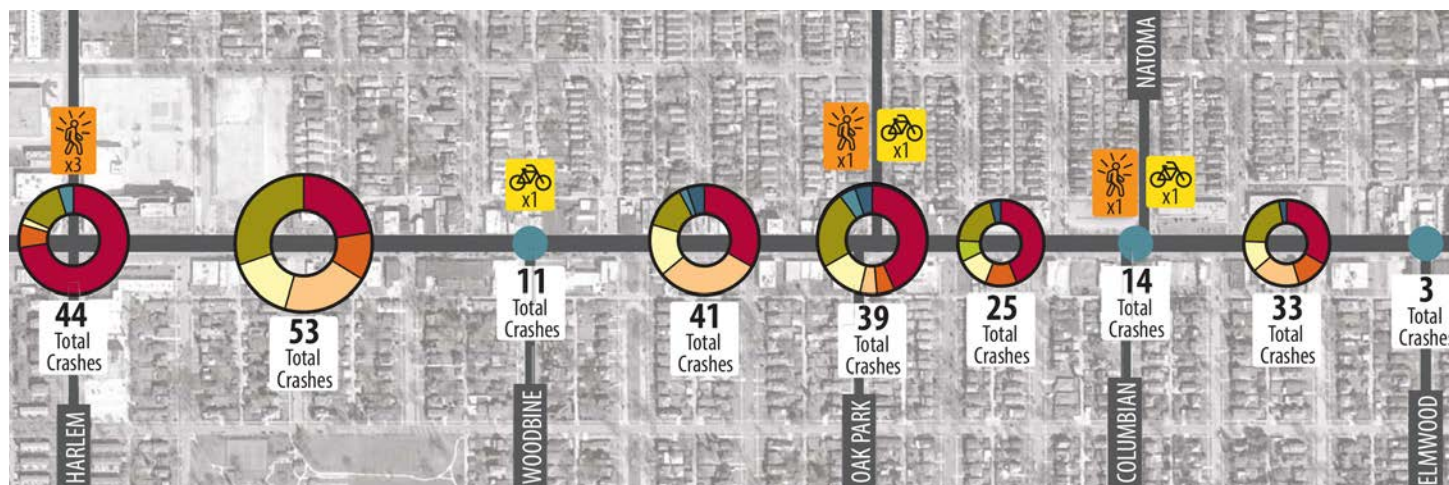 NATOMA
x3
x1
x1
x1
x1
x1
44
Total
Crashes
53
Total
Crashes
11
Total
Crashes
41
Total
Crashes
39
Total
Crashes
25
Total
Crashes
14
Total
Crashes
33
Total
Crashes
3
Total
Crashes
HARLEM
WOODBINE
OAK PARK
COLUMBIAN
ELMWOOD